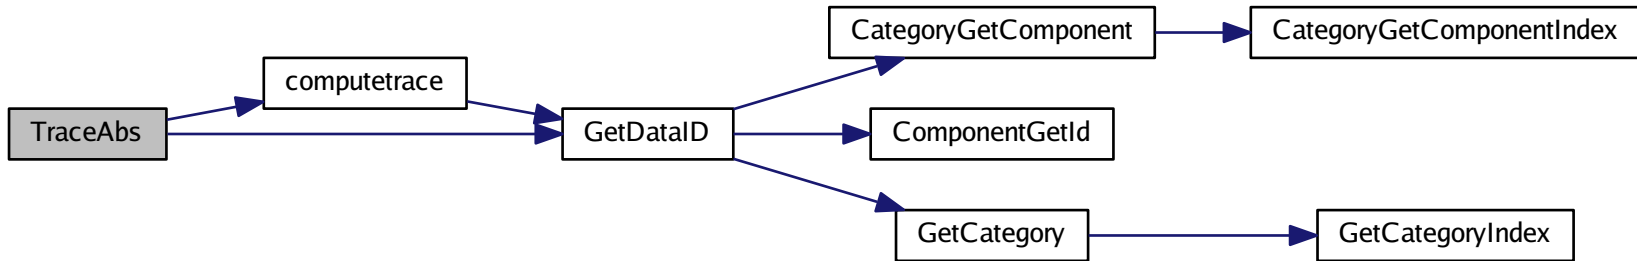 TraceAbs
computetrace
GetDataID
CategoryGetComponent
CategoryGetComponentIndex
ComponentGetId
GetCategory
GetCategoryIndex